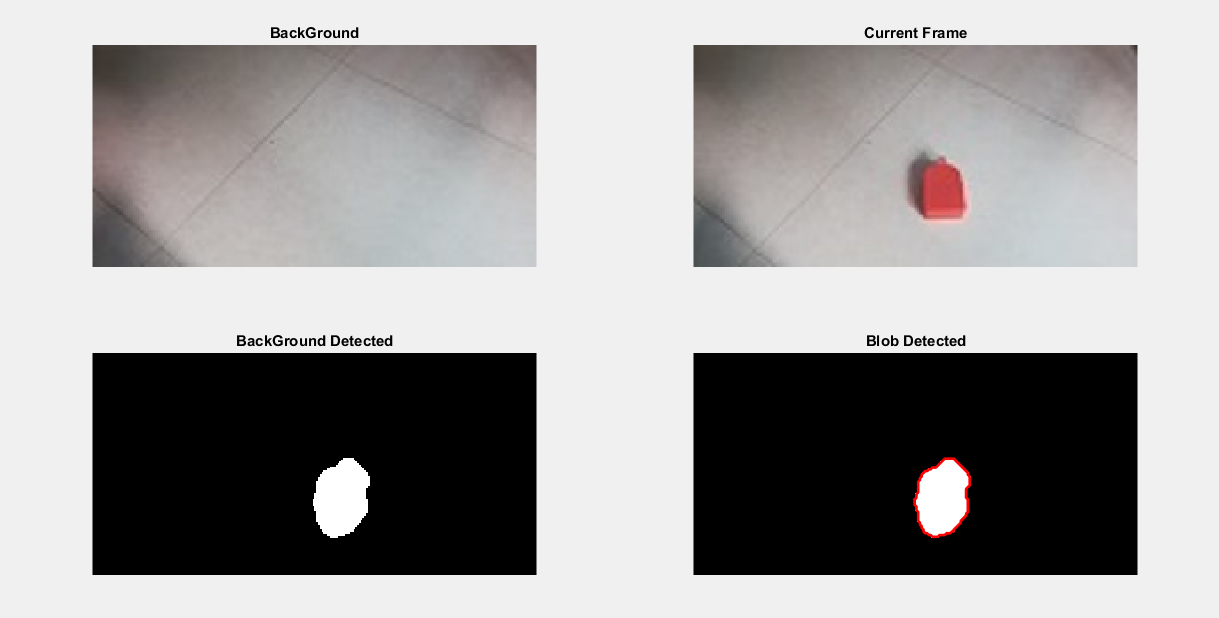 BackGround
Current Frame
BackGround Detected
Blob Detected